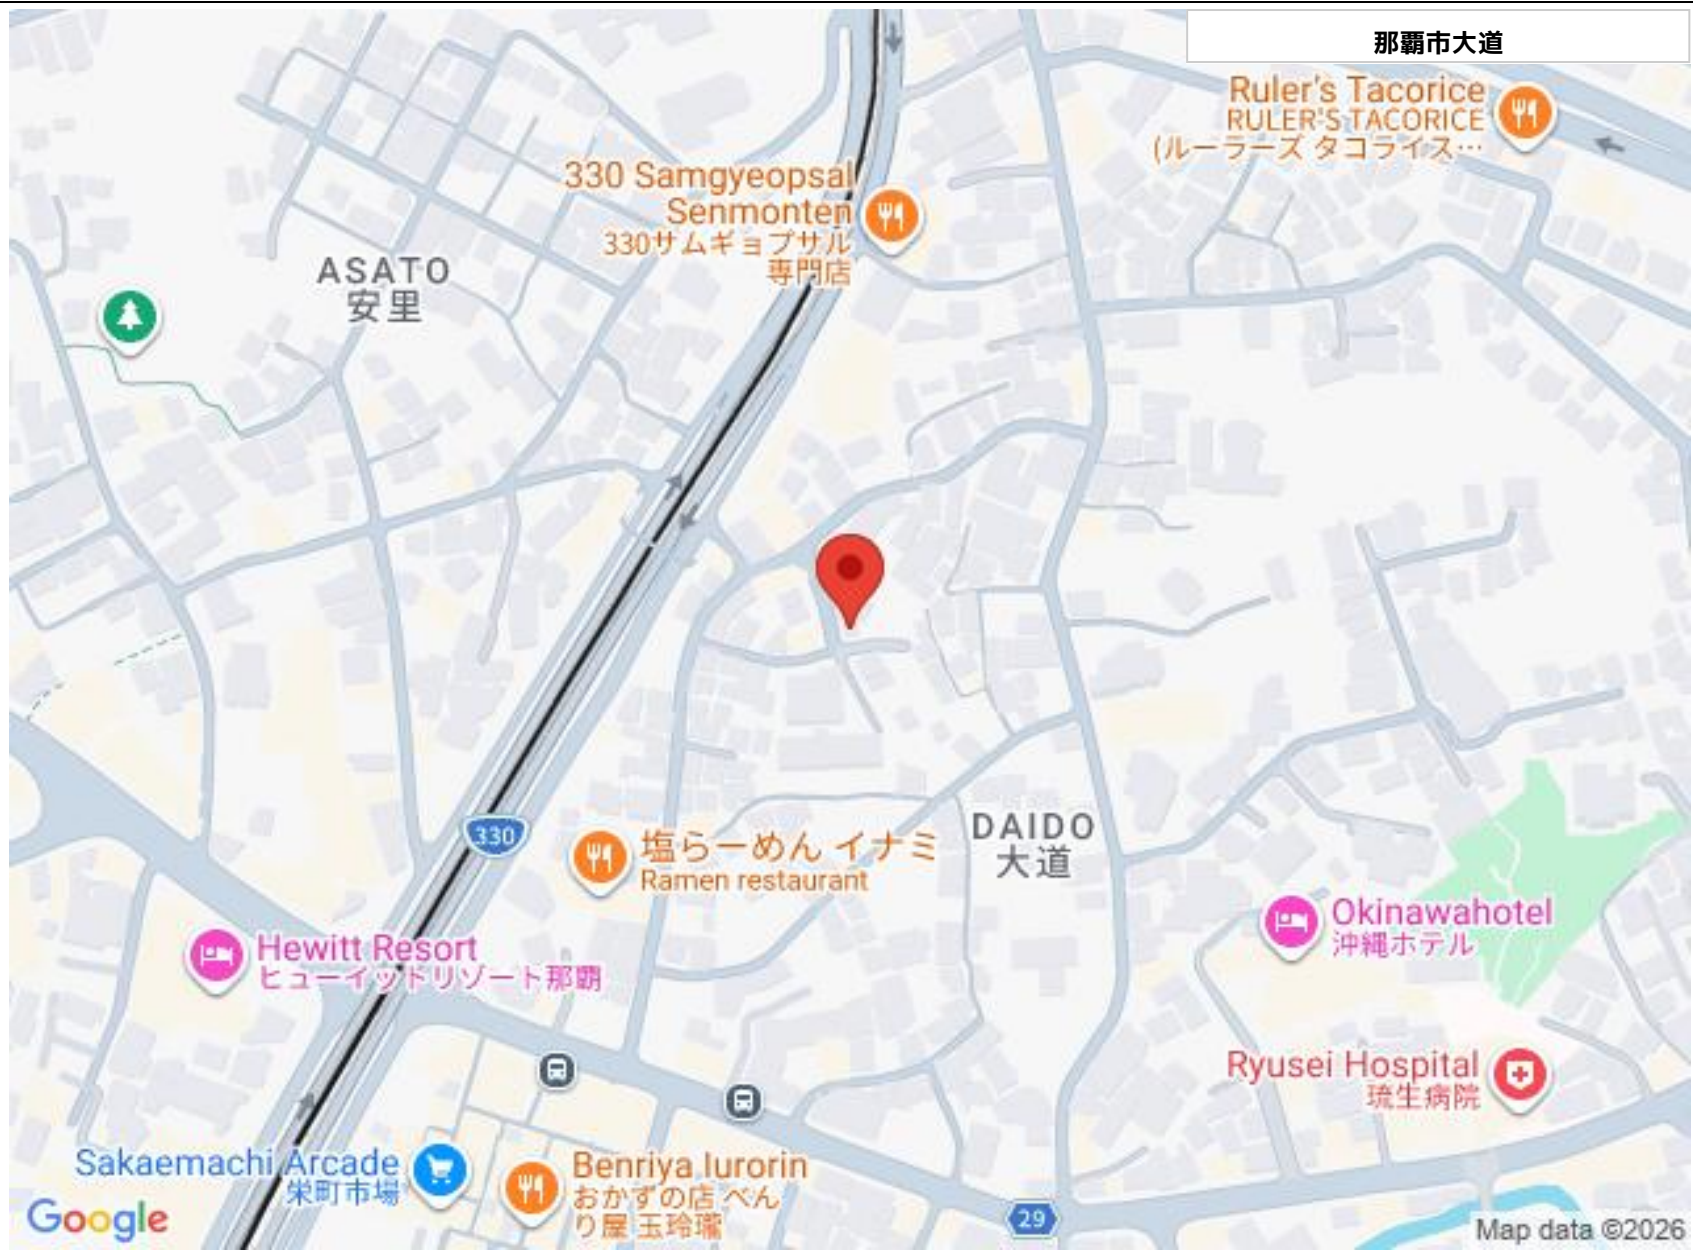 那覇市大道
Ruler's Tacorice
RULER'S TACORICE
(ルーラーズ タコライス…
330 Samgyeopsal
Senmonten
330サムギョプサル
専門店
ASATO
安里
330
塩らーめん イナミ
Ramen restaurant
DAIDO
大道
Okinawahotel
沖縄ホテル
Hewitt Resort
ヒューイットリゾート那覇
Ryusei Hospital
琉生病院
Sakaemachi Arcade
栄町市場
Benriya Iurorin
おかずの店 べん
り屋 玉玲瓏
29
Google
Map data ©2026